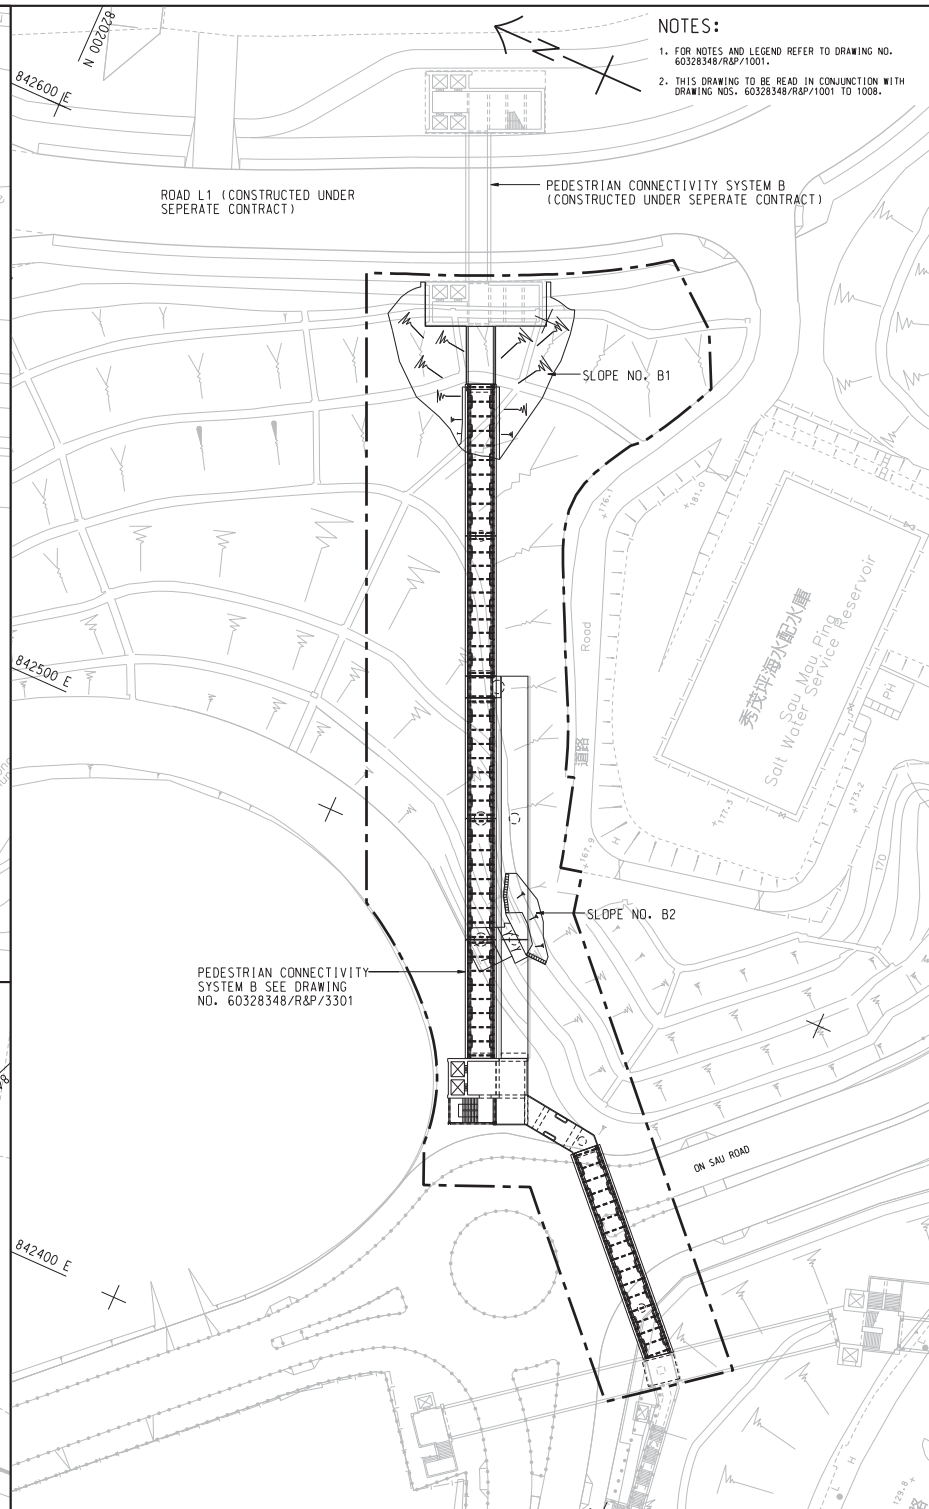 NOTES:
1. FOR NOTES AND LEGEND REFER TO DRAWING NO.
60328348/R&P/1001.
2. THIS DRAWING TO BE READ IN CONJUNCTION WITH
DRAWING NOS. 60328348/R&P/1001 TO 1008.
820200 N
842600 E
N
ROAD L1 (CONSTRUCTED UNDER
SEPERATE CONTRACT)
PEDESTRIAN CONNECTIVITY SYSTEM B
(CONSTRUCTED UNDER SEPERATE CONTRACT)
SLOPE NO. B1
+176.1
+181.0
Road
道路
秀茂坪海水配水庫
Sau Mau Ping
Salt Water Service Reservoir
PH
842500 E
+177.3
+173.2
+167.9
H
170
SLOPE NO. B2
PEDESTRIAN CONNECTIVITY
SYSTEM B SEE DRAWING
NO. 60328348/R&P/3301
ON SAU ROAD
842400 E
H
129.8+